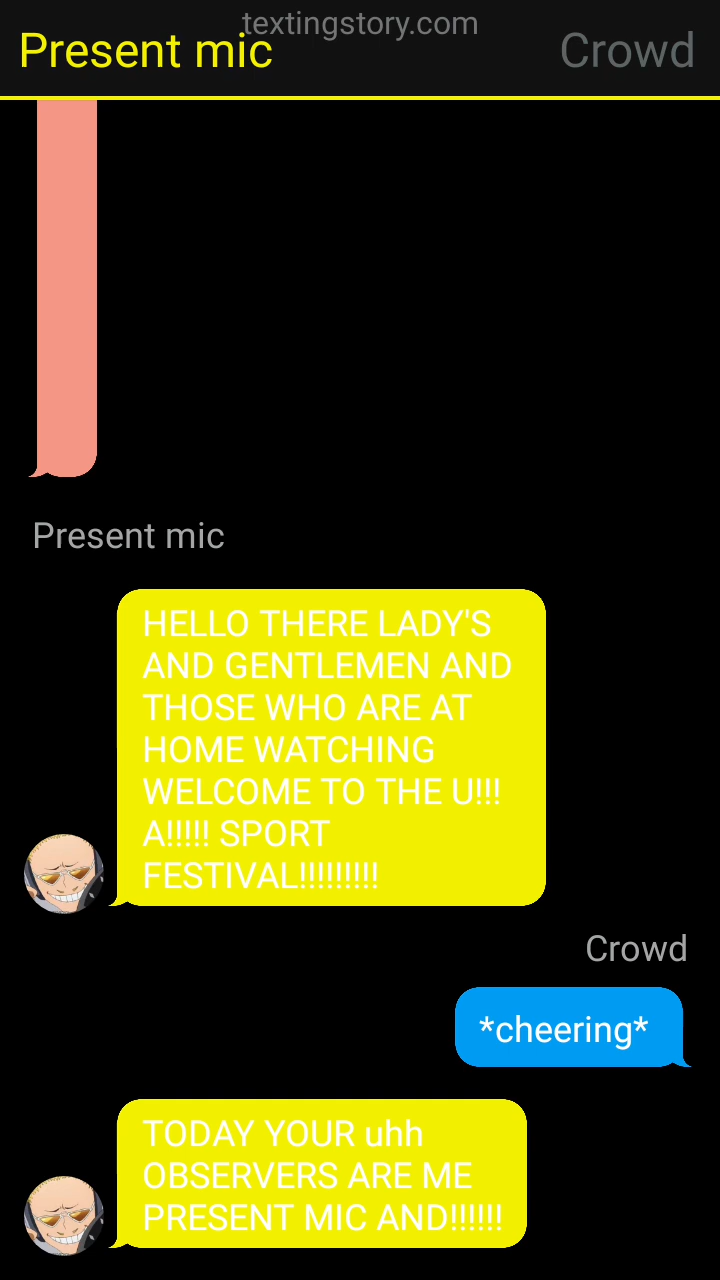 textingstory.com
Present mic
Crowd
Present mic
HELLO THERE LADY'S
AND GENTLEMEN AND
THOSE WHO ARE AT
HOME WATCHING
WELCOME TO THE U!!!
A!!!!! SPORT
FESTIVAL!!!!!!!!!
Crowd
*cheering*
TODAY YOUR uhh
OBSERVERS ARE ME
PRESENT MIC AND!!!!!!